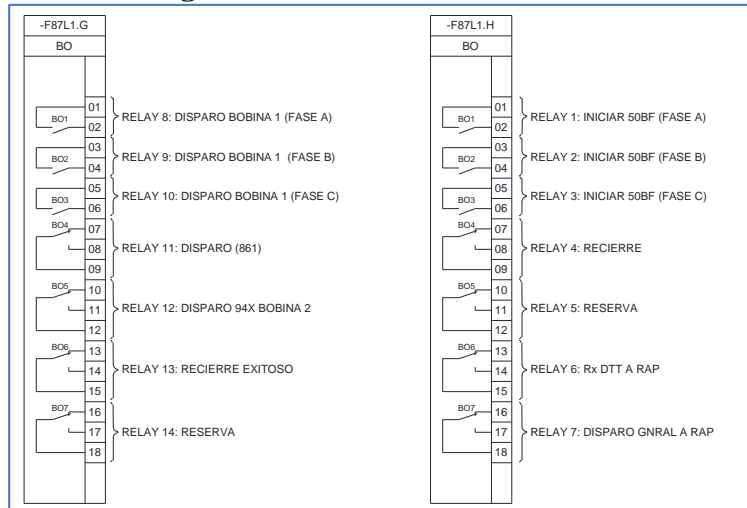 -F87L1.G
BO
BO1
01
02
RELAY 8: DISPARO BOBINA 1 (FASE A)
BO2
03
04
RELAY 9: DISPARO BOBINA 1 (FASE B)
BO3
05
06
RELAY 10: DISPARO BOBINA 1 (FASE C)
BO4
07
08
09
RELAY 11: DISPARO (861)
BO5
10
11
12
RELAY 12: DISPARO 94X BOBINA 2
BO6
13
14
15
RELAY 13: RECIERRE EXITOSO
BO7
16
17
18
RELAY 14: RESERVA
-F87L1.H
BO
BO1
01
02
RELAY 1: INICIAR 50BF (FASE A)
BO2
03
04
RELAY 2: INICIAR 50BF (FASE B)
BO3
05
06
RELAY 3: INICIAR 50BF (FASE C)
BO4
07
08
09
RELAY 4: RECIERRE
BO5
10
11
12
RELAY 5: RESERVA
BO6
13
14
15
RELAY 6: Rx DTT A RAP
BO7
16
17
18
RELAY 7: DISPARO GNRAL A RAP